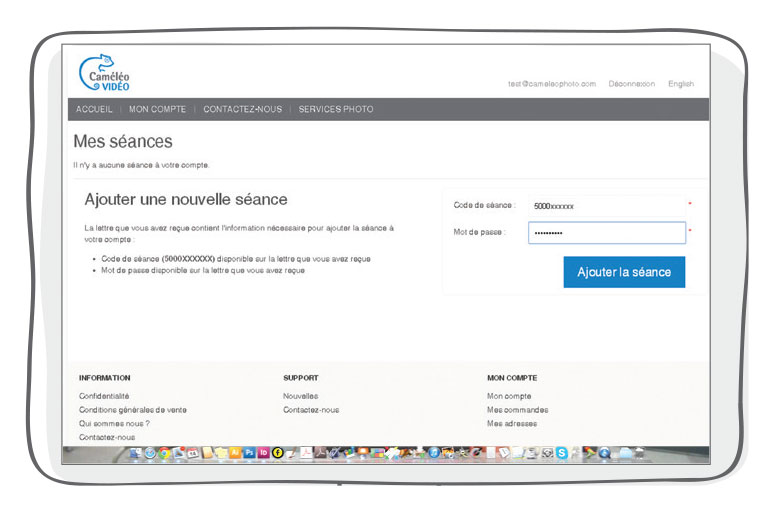 Caméléo
VIDÉO
test@cameleophoto.com Déconnexion English
ACCUEIL | MON COMPTE | CONTACTEZ-NOUS | SERVICES PHOTO
Mes séances
Il n'y a aucune séance à votre compte.
Ajouter une nouvelle séance
La lettre que vous avez reçue contient l'information nécessaire pour ajouter la séance à
votre compte :
• Code de séance (5000XXXXXX) disponible sur la lettre que vous avez reçue
• Mot de passe disponible sur la lettre que vous avez reçue
Code de séance : 5000xxxxxx *
Mot de passe : •••••••••• *
Ajouter la séance
INFORMATION
Confidentialité
Conditions générales de vente
Qui sommes nous ?
Contactez-nous
SUPPORT
Nouvelles
Contactez-nous
MON COMPTE
Mon compte
Mes commandes
Mes adresses
Ps Id